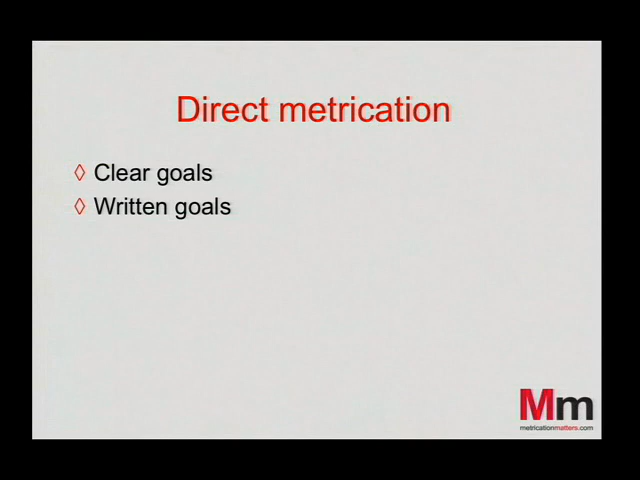 Direct metrication
◊ Clear goals
◊ Written goals
Mm
metricationmatters.com